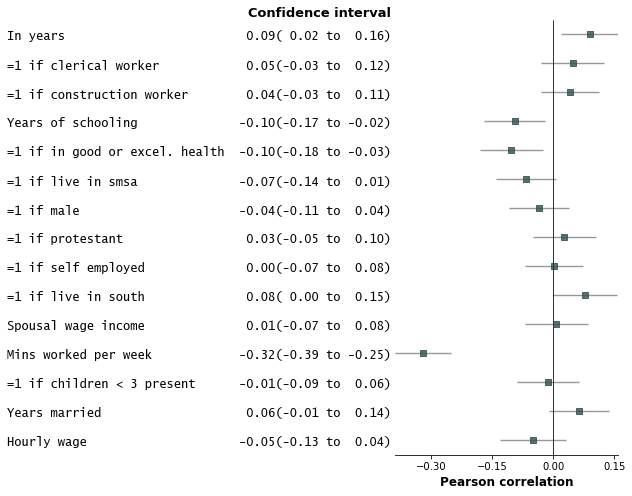 Confidence interval
In years 0.09( 0.02 to 0.16)
=1 if clerical worker 0.05(-0.03 to 0.12)
=1 if construction worker 0.04(-0.03 to 0.11)
Years of schooling -0.10(-0.17 to -0.02)
=1 if in good or excel. health -0.10(-0.18 to -0.03)
=1 if live in smsa -0.07(-0.14 to 0.01)
=1 if male -0.04(-0.11 to 0.04)
=1 if protestant 0.03(-0.05 to 0.10)
=1 if self employed 0.00(-0.07 to 0.08)
=1 if live in south 0.08( 0.00 to 0.15)
Spousal wage income 0.01(-0.07 to 0.08)
Mins worked per week -0.32(-0.39 to -0.25)
=1 if children < 3 present -0.01(-0.09 to 0.06)
Years married 0.06(-0.01 to 0.14)
Hourly wage -0.05(-0.13 to 0.04)
−0.30 −0.15 0.00 0.15
Pearson correlation